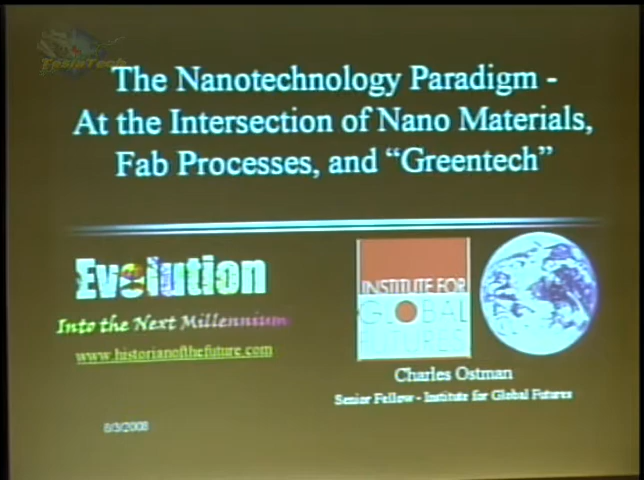 TeslaTech
The Nanotechnology Paradigm -
At the Intersection of Nano Materials,
Fab Processes, and “Greentech”
Evolution
Into the Next Millennium
www.historianofthefuture.com
INSTITUTE FOR
GLOBAL
FUTURES
Charles Ostman
Senior Fellow - Institute for Global Futures
8/3/2008